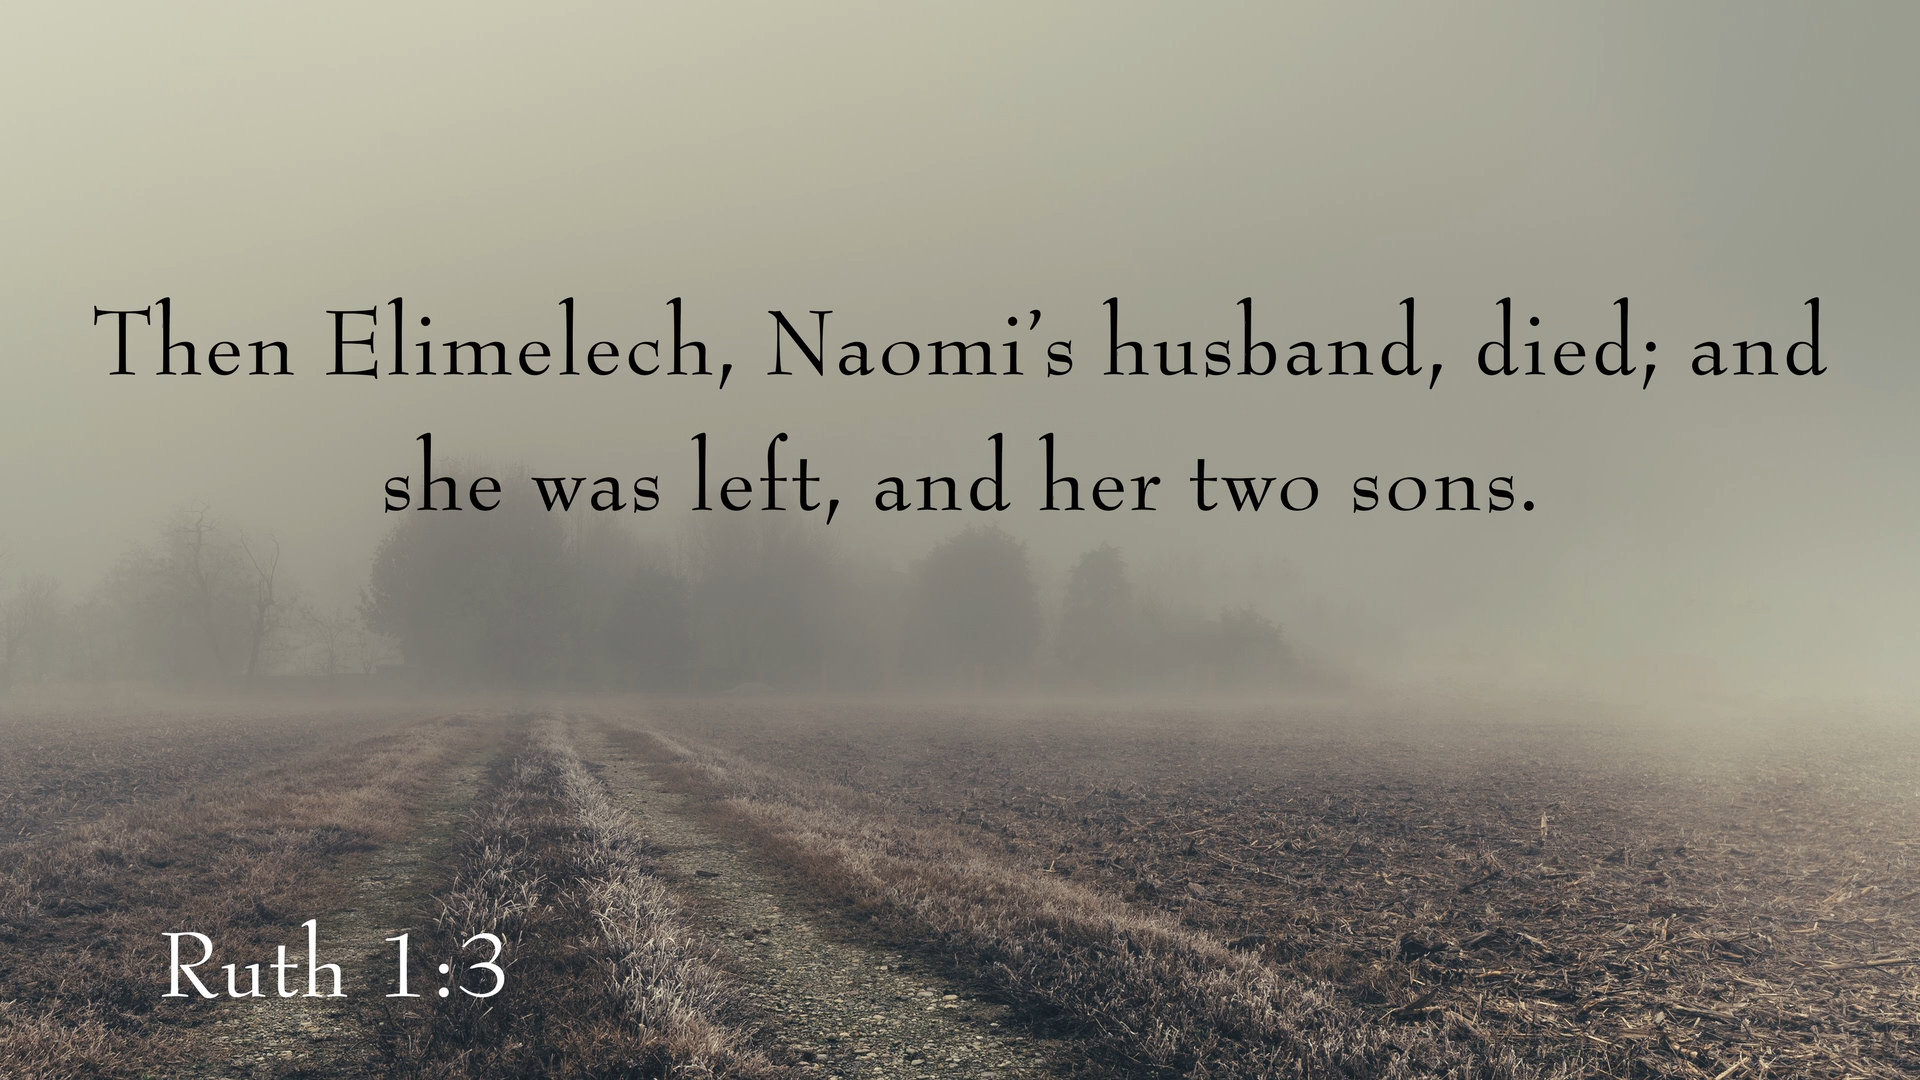 Then Elimelech, Naomi’s husband, died; and
she was left, and her two sons.
Ruth 1:3